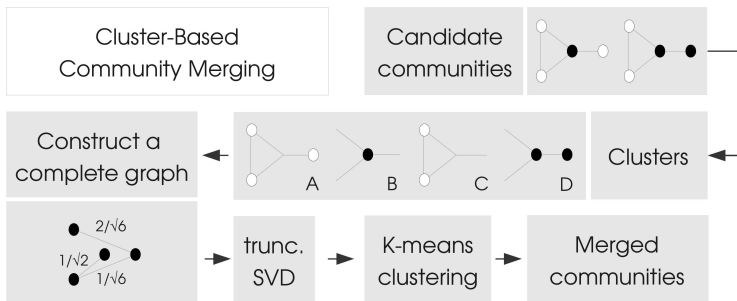 Cluster-Based
Community Merging
Candidate
communities
Construct a
complete graph
A
B
C
D
Clusters
2/√6
1/√2
1/√6
trunc.
SVD
K-means
clustering
Merged
communities